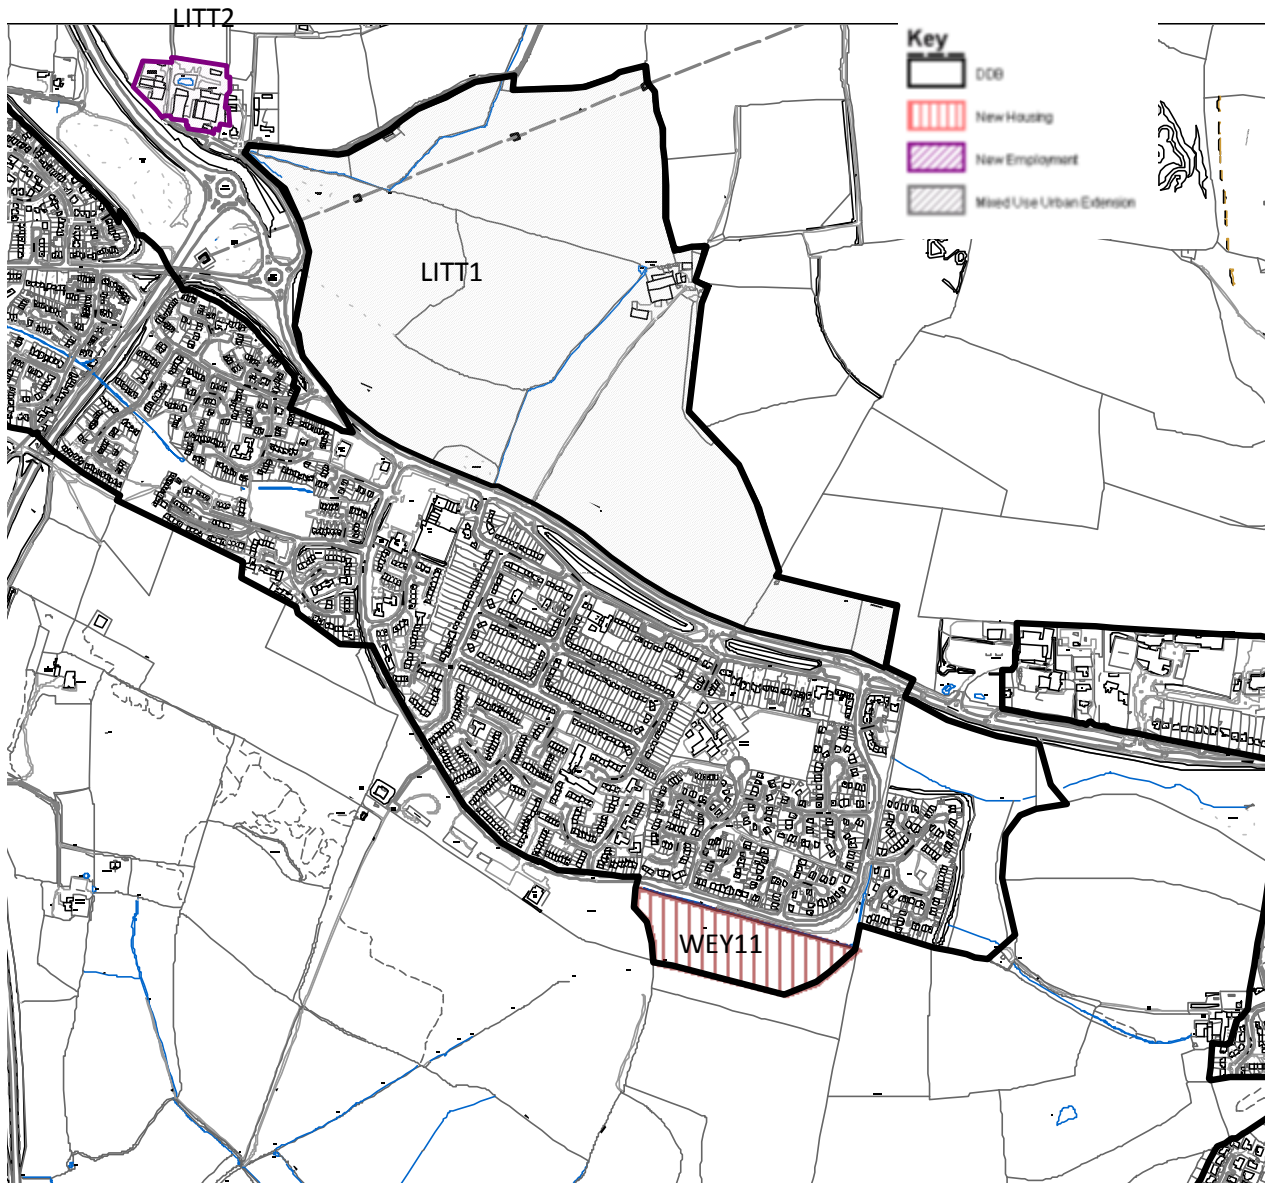 LITT2
Key
DDB
New Housing
New Employment
Mixed Use Urban Extension
LITT1
WEY11